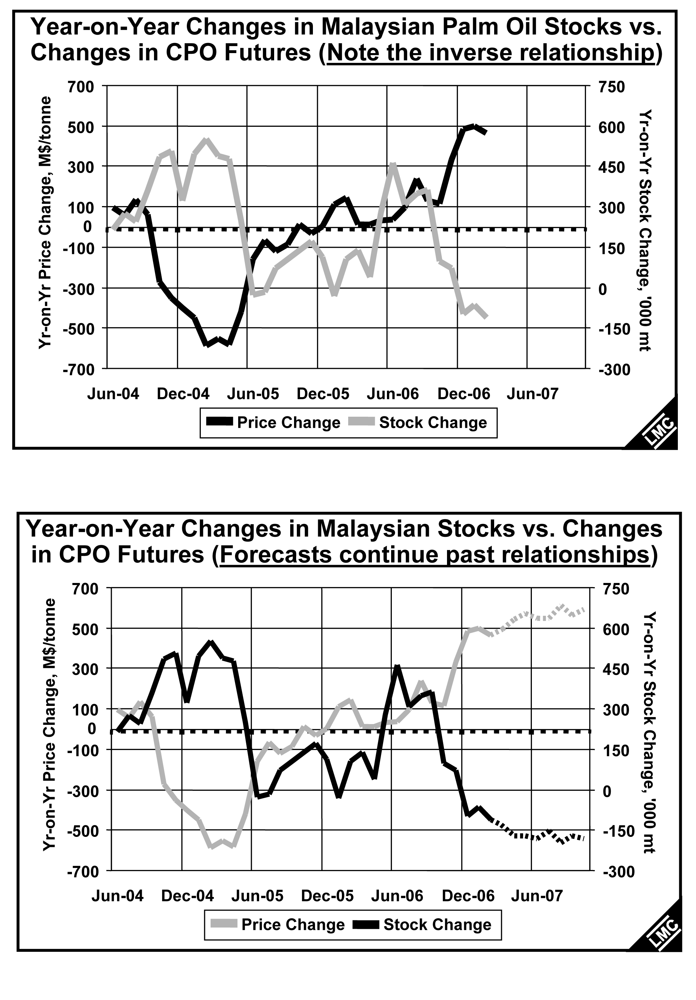 Year-on-Year Changes in Malaysian Palm Oil Stocks vs.
Changes in CPO Futures (Note the inverse relationship)
Yr-on-Yr Price Change, M$/tonne
700
500
300
100
0
-100
-300
-500
-700
750
600
450
300
150
0
-150
-300
Yr-on-Yr Stock Change, '000 mt
Jun-04 Dec-04 Jun-05 Dec-05 Jun-06 Dec-06 Jun-07
Price Change Stock Change
LMC
Year-on-Year Changes in Malaysian Stocks vs. Changes
in CPO Futures (Forecasts continue past relationships)
Yr-on-Yr Price Change, M$/tonne
700
500
300
100
0
-100
-300
-500
-700
750
600
450
300
150
0
-150
-300
Yr-on-Yr Stock Change, '000 mt
Jun-04 Dec-04 Jun-05 Dec-05 Jun-06 Dec-06 Jun-07
Price Change Stock Change
LMC